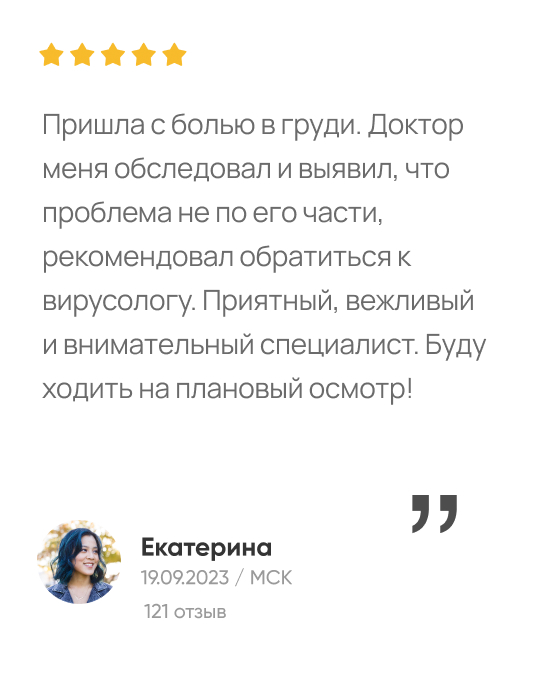 Пришла с болью в груди. Доктор
меня обследовал и выявил, что
проблема не по его части,
рекомендовал обратиться к
вирусологу. Приятный, вежливый
и внимательный специалист. Буду
ходить на плановый осмотр!
”
Екатерина
19.09.2023 / МСК
121 отзыв